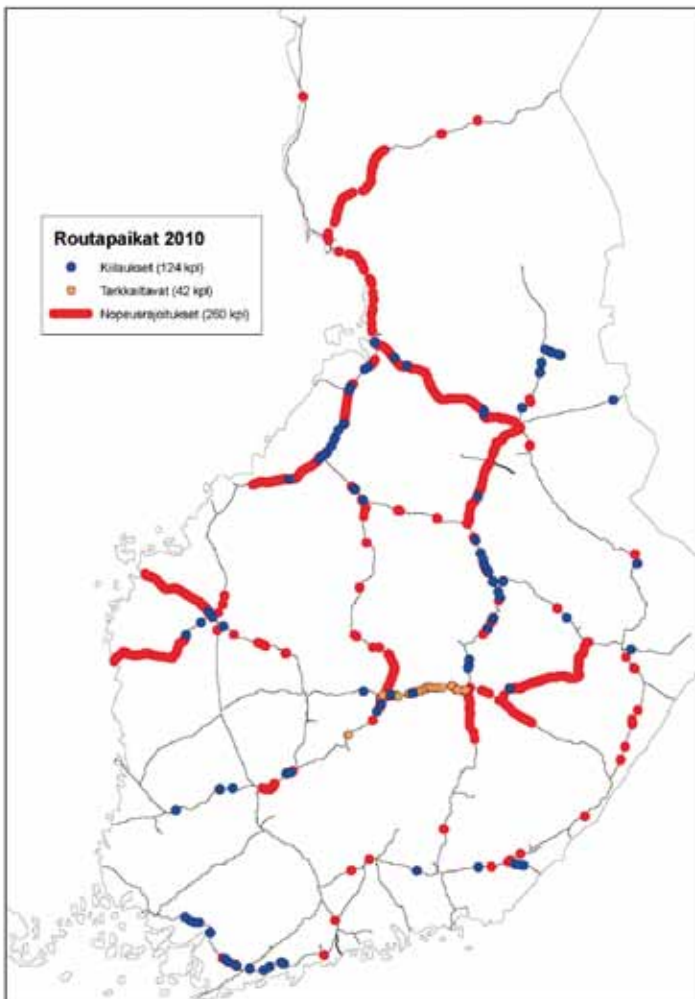 Routapaikat 2010
Kiilaukset (124 kpl)
Tarkkailtavat (42 kpl)
Nopeusrajoitukset (260 kpl)